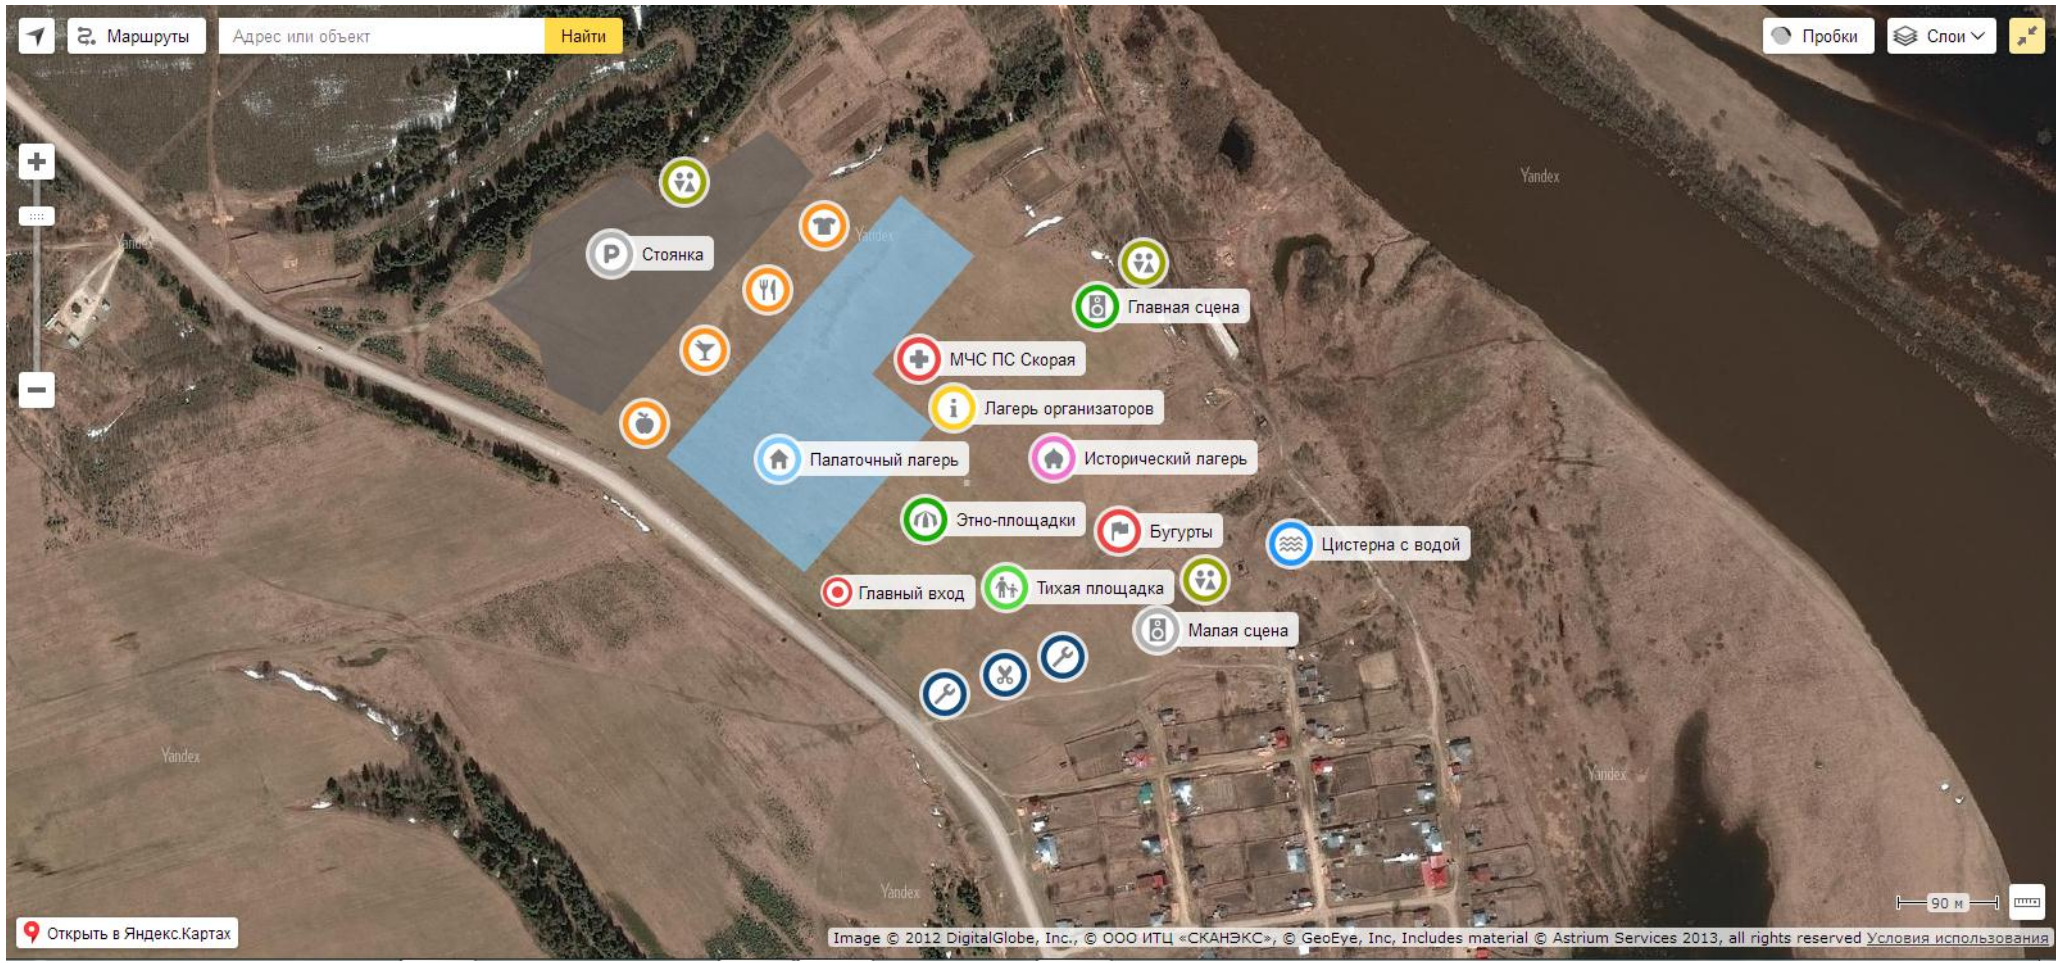 Маршруты
Адрес или объект
Найти
Пробки
Слои
Yandex
Yandex
Yandex
Стоянка
Главная сцена
МЧС ПС Скорая
Лагерь организаторов
Палаточный лагерь
Исторический лагерь
Этно-площадки
Бугурты
Цистерна с водой
Главный вход
Тихая площадка
Малая сцена
Yandex
Yandex
Yandex
90 м
Открыть в Яндекс.Картах
Image © 2012 DigitalGlobe, Inc., © ООО ИТЦ «СКАНЭКС», © GeoEye, Inc, Includes material © Astrium Services 2013, all rights reserved Условия использования